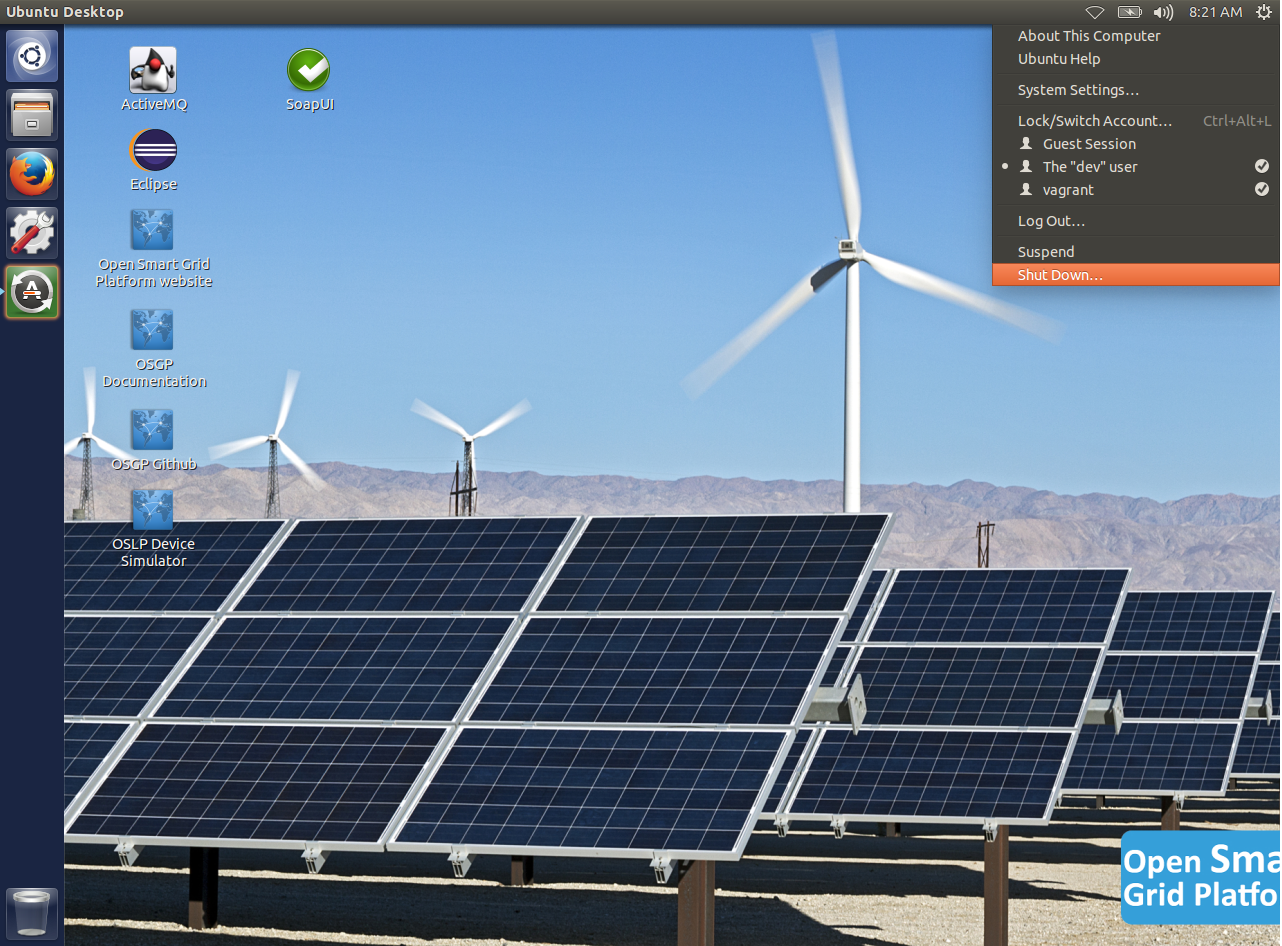 Ubuntu Desktop
8:21 AM
About This Computer
Ubuntu Help
System Settings…
Lock/Switch Account… Ctrl+Alt+L
Guest Session
The "dev" user
vagrant
Log Out…
Suspend
Shut Down…
ActiveMQ
SoapUI
Eclipse
Open Smart Grid
Platform website
OSGP
Documentation
OSGP Github
OSLP Device
Simulator
Open Sma
Grid Platfo